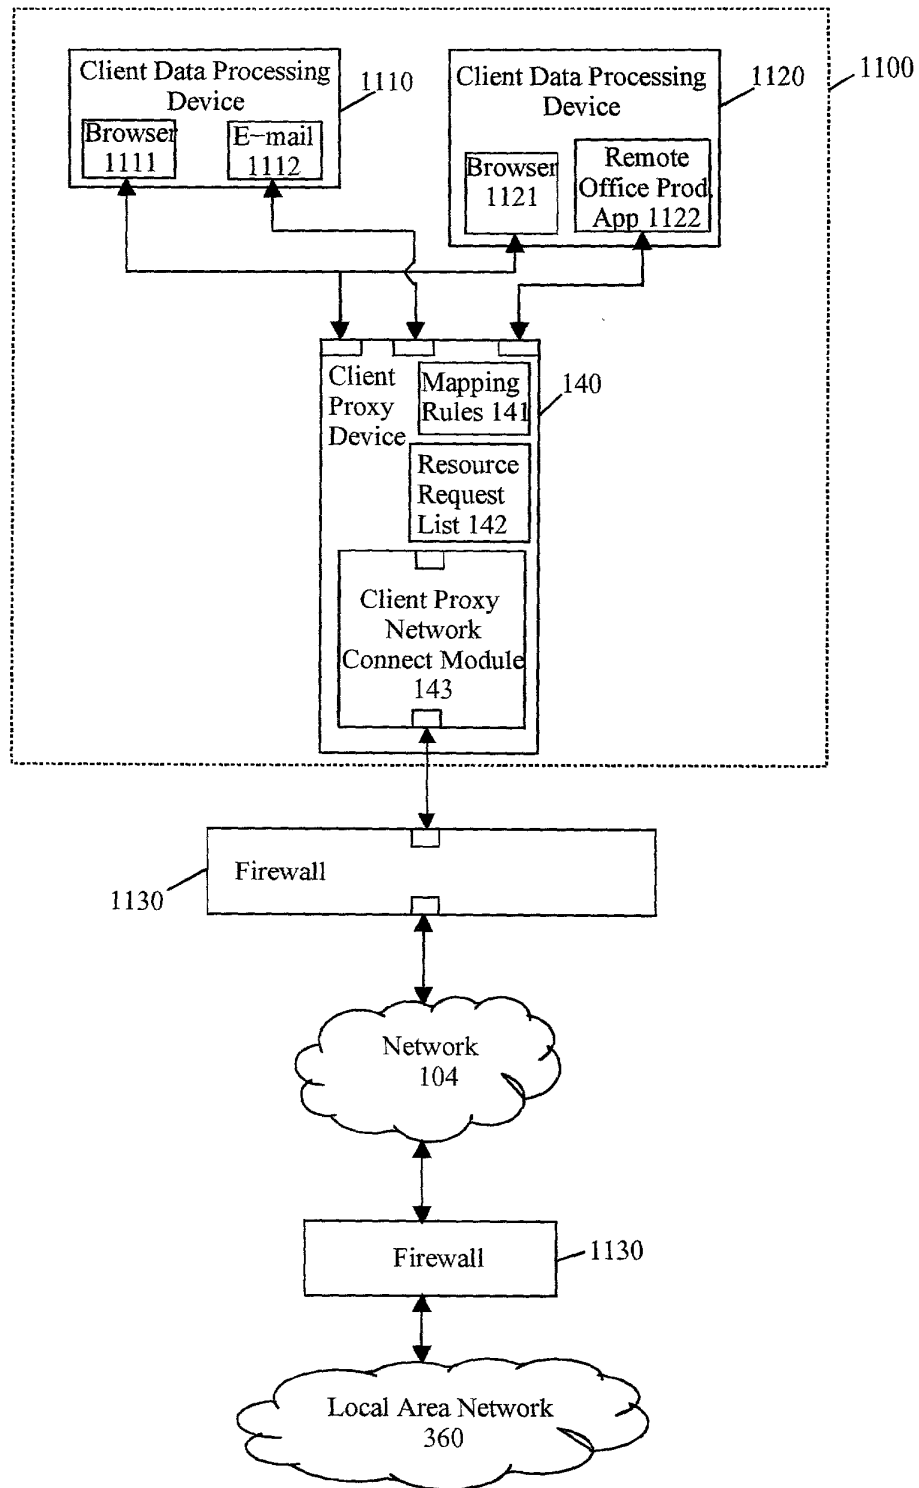 1100
Client Data Processing
Device
1110
Browser
1111
E-mail
1112
Client Data Processing
Device
1120
Browser
1121
Remote
Office Prod.
App 1122
Client
Proxy
Device
140
Mapping
Rules 141
Resource
Request
List 142
Client Proxy
Network
Connect Module
143
Firewall
1130
Network
104
Firewall
1130
Local Area Network
360